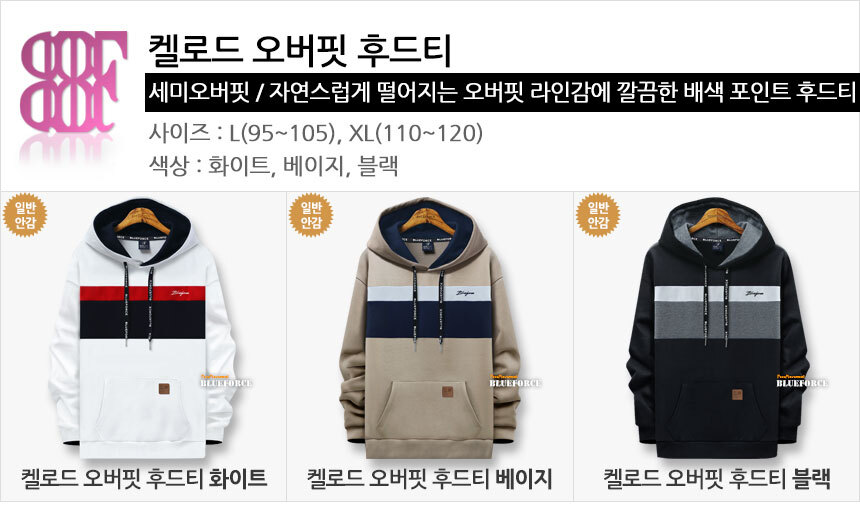 켈로드 오버핏 후드티
세미오버핏 / 자연스럽게 떨어지는 오버핏 라인감에 깔끔한 배색 포인트 후드티
사이즈 : L(95~105), XL(110~120)
색상 : 화이트, 베이지, 블랙
일반
안감
BLUEFORCE
켈로드 오버핏 후드티 화이트
일반
안감
BLUEFORCE
켈로드 오버핏 후드티 베이지
일반
안감
BLUEFORCE
켈로드 오버핏 후드티 블랙